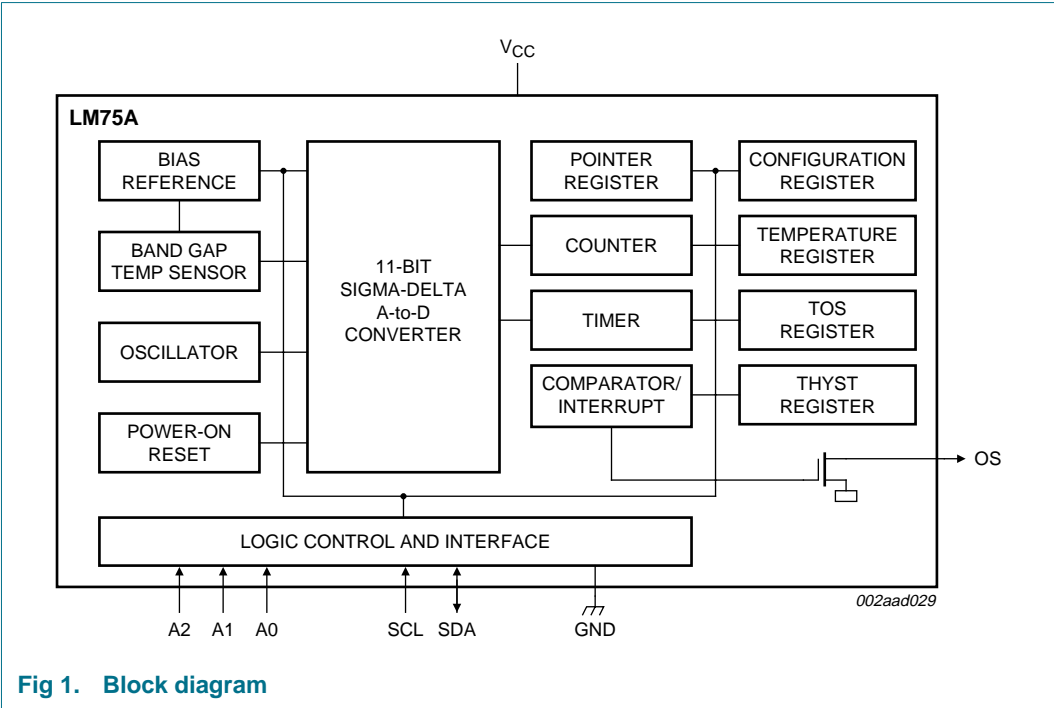 VCC
LM75A
BIAS
REFERENCE
BAND GAP
TEMP SENSOR
OSCILLATOR
POWER-ON
RESET
11-BIT
SIGMA-DELTA
A-to-D
CONVERTER
POINTER
REGISTER
COUNTER
TIMER
COMPARATOR/
INTERRUPT
CONFIGURATION
REGISTER
TEMPERATURE
REGISTER
TOS
REGISTER
THYST
REGISTER
OS
LOGIC CONTROL AND INTERFACE
002aad029
A2 A1 A0 SCL SDA GND
Fig 1. Block diagram